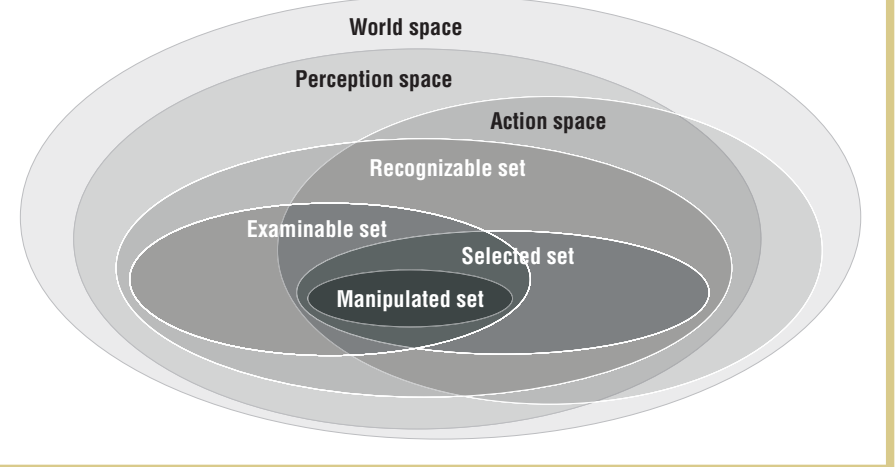 World space
Perception space
Action space
Recognizable set
Examinable set
Selected set
Manipulated set